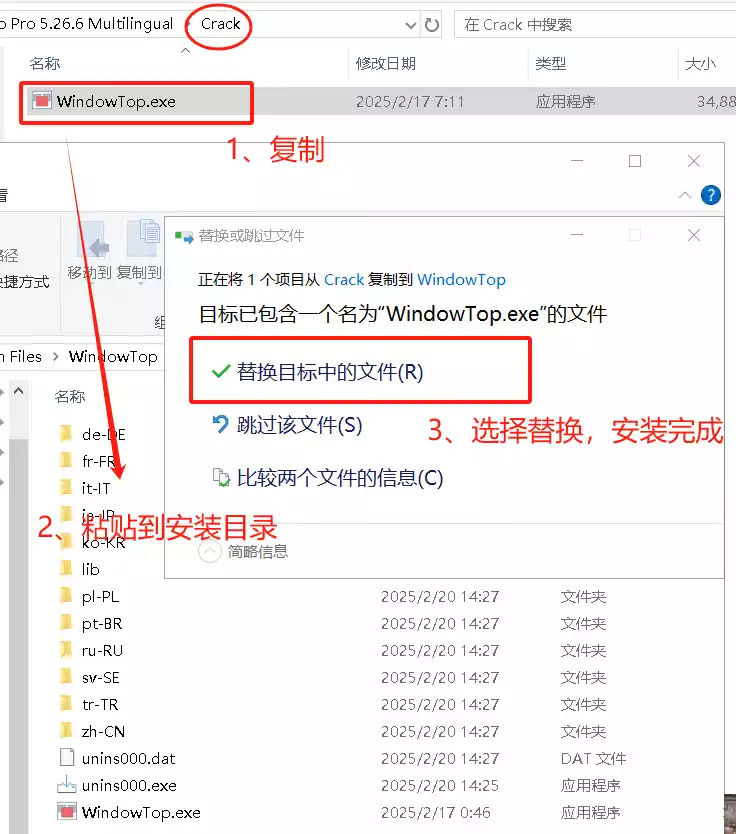 o Pro 5.26.6 Multilingual Crack 在 Crack 中搜索
名称 修改日期 类型 大小
WindowTop.exe 2025/2/17 7:11 应用程序 34,88
1、复制
看
?
替换或跳过文件
路径
快捷方式
移动到 复制到
正在将 1 个项目从 Crack 复制到 WindowTop
目标已包含一个名为“WindowTop.exe”的文件
组
n Files > WindowTop
替换目标中的文件(R)
名称
跳过该文件(S)
3、选择替换，安装完成
de-DE
fr-FR
比较两个文件的信息(C)
it-IT
ja-JP
2、粘贴到安装目录
ko-KR
简略信息
lib
pl-PL 2025/2/20 14:27 文件夹
pt-BR 2025/2/20 14:27 文件夹
ru-RU 2025/2/20 14:27 文件夹
sv-SE 2025/2/20 14:27 文件夹
tr-TR 2025/2/20 14:27 文件夹
zh-CN 2025/2/20 14:27 文件夹
unins000.dat 2025/2/20 14:27 DAT 文件
unins000.exe 2025/2/20 14:25 应用程序
WindowTop.exe 2025/2/17 0:46 应用程序